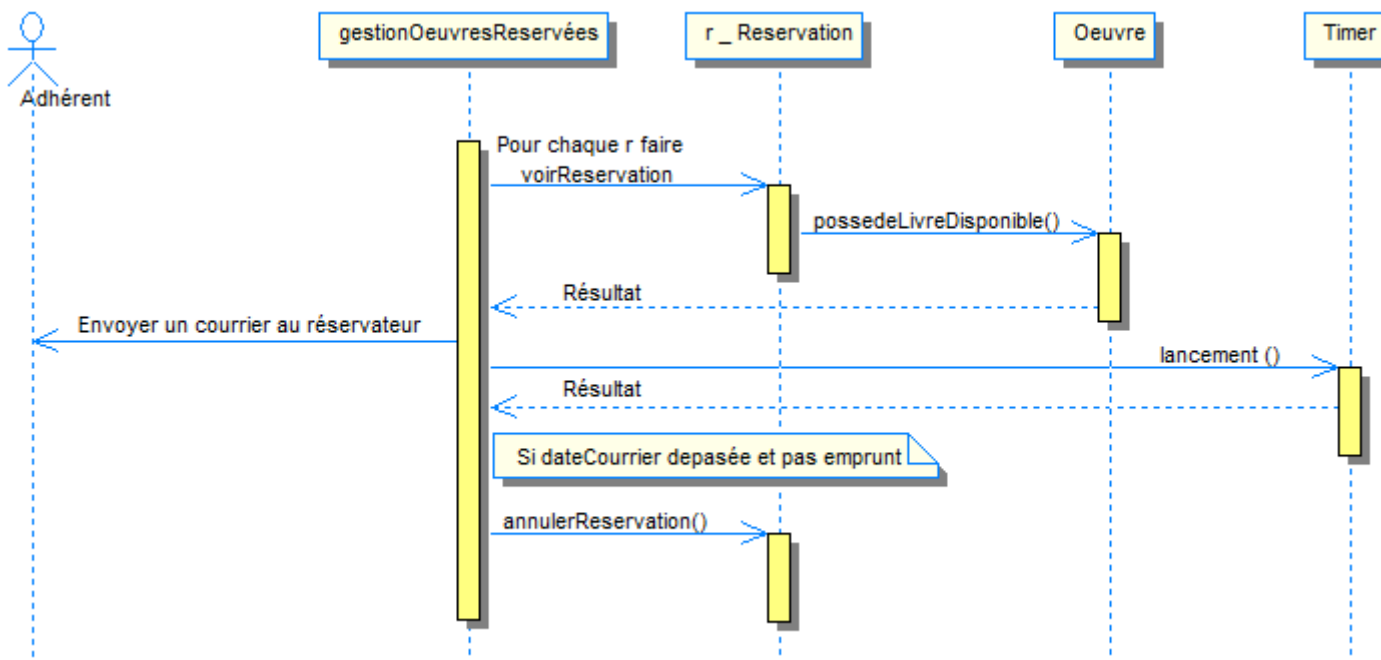 gestionOeuvresReservées
r _ Reservation
Oeuvre
Timer
Adhérent
Pour chaque r faire
voirReservation
possedeLivreDisponible()
Résultat
Envoyer un courrier au réservateur
lancement ()
Résultat
Si dateCourrier depasée et pas emprunt
annulerReservation()